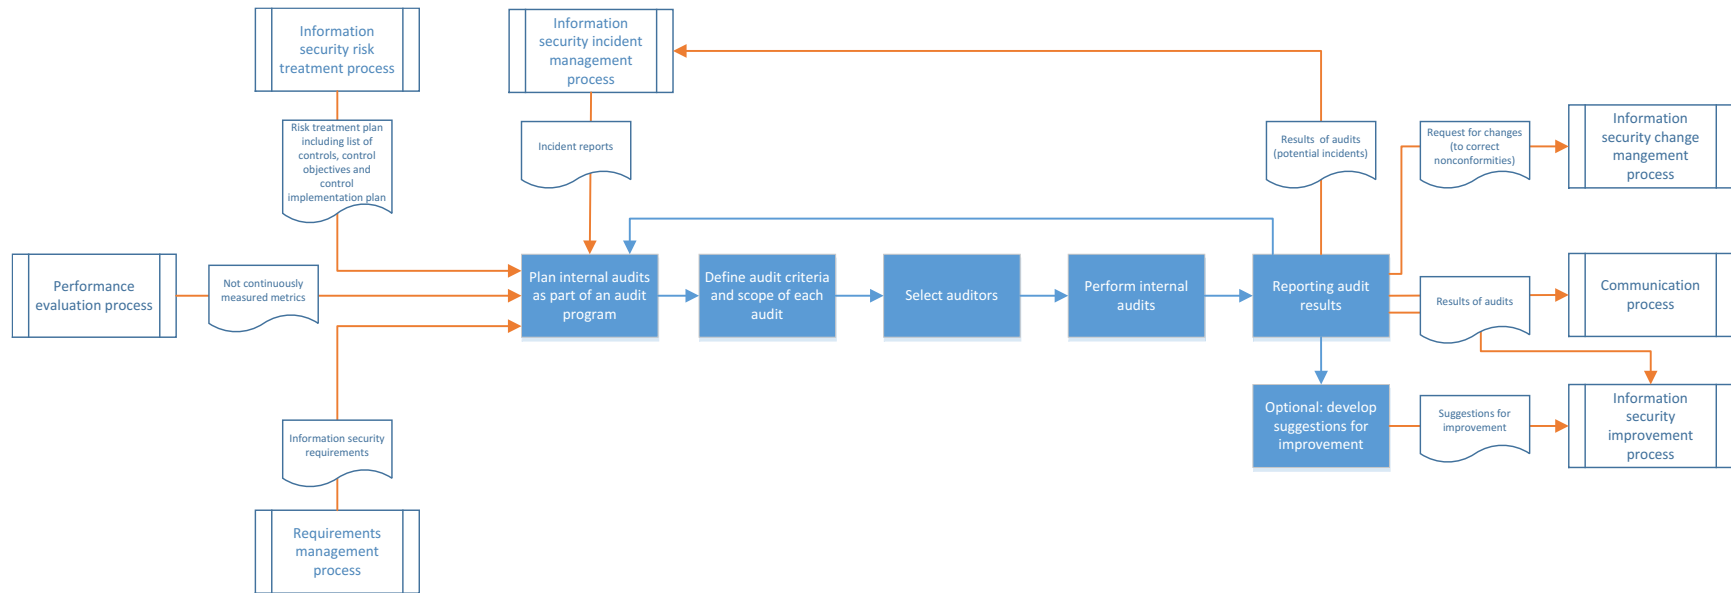 Information
security risk
treatment process
Information
security incident
management
process
Risk treatment plan
including list of
controls, control
objectives and
control
implementation plan
Incident reports
Results  of audits
(potential incidents)
Request for changes
(to correct
nonconformities)
Information
security change
mangement
process
Performance
evaluation process
Not continuously
measured metrics
Plan internal audits
as part of an audit
program
Define audit criteria
and scope of each
audit
Select auditors
Perform internal
audits
Reporting audit
results
Results of audits
Communication
process
Optional: develop
suggestions for
improvement
Suggestions for
improvement
Information
security
improvement
process
Information security
requirements
Requirements
management
process